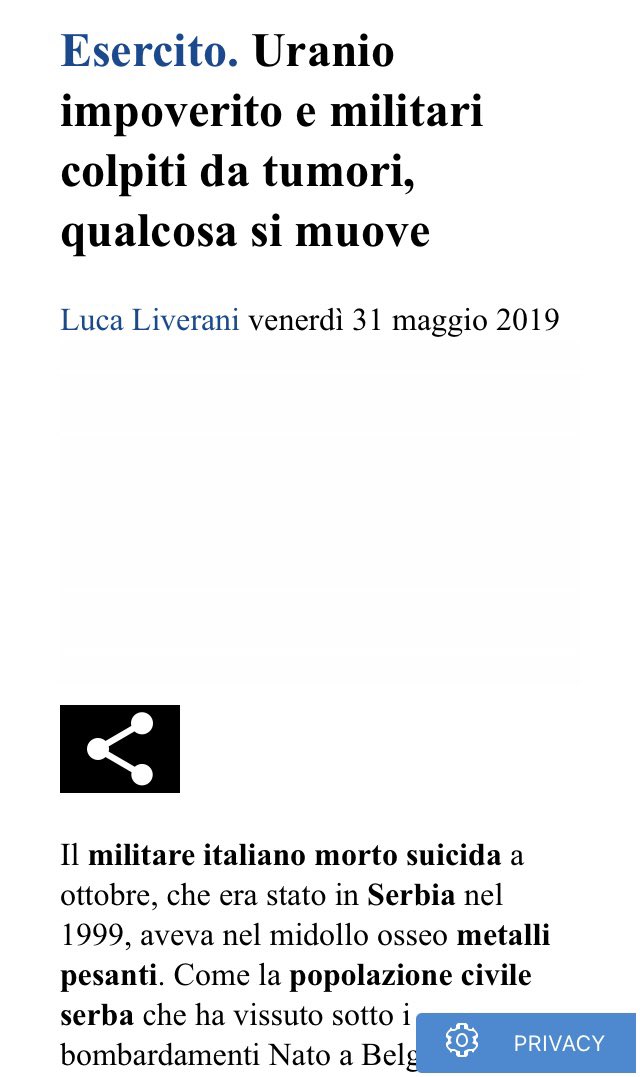 Esercito. Uranio
impoverito e militari
colpiti da tumori,
qualcosa si muove
Luca Liverani venerdì 31 maggio 2019
Il militare italiano morto suicida a
ottobre, che era stato in Serbia nel
1999, aveva nel midollo osseo metalli
pesanti. Come la popolazione civile
serba che ha vissuto sotto i
bombardamenti Nato a
PRIVACY